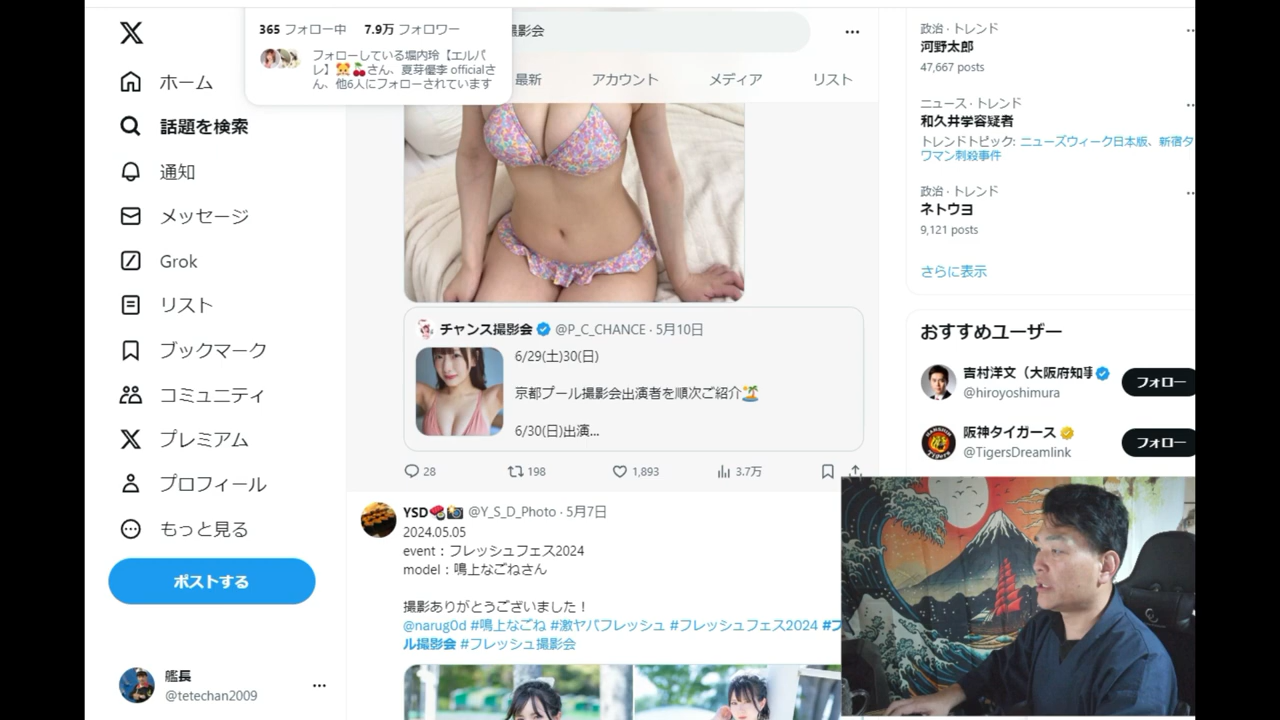 365 フォロー中 7.9万 フォロワー
フォローしている堀内玲【エルパ
レ】🐹🍒さん、夏芽優李 officialさ
ん、他6人にフォローされています
影会
最新
アカウント
メディア
リスト
ホーム
話題を検索
通知
メッセージ
Grok
リスト
ブックマーク
コミュニティ
プレミアム
プロフィール
もっと見る
ポストする
艦長
@tetechan2009
チャンス撮影会 @P_C_CHANCE · 5月10日
6/29(土)30(日)
京都プール撮影会出演者を順次ご紹介🏝️
6/30(日)出演...
28
198
1,893
3.7万
YSD🍣📸 @Y_S_D_Photo · 5月7日
2024.05.05
event：フレッシュフェス2024
model：鳴上なごねさん
撮影ありがとうございました！
@narug0d #鳴上なごね #激ヤバフレッシュ #フレッシュフェス2024 #プ
ル撮影会 #フレッシュ撮影会
政治 · トレンド
河野太郎
47,667 posts
ニュース · トレンド
和久井学容疑者
トレンドトピック: ニューズウィーク日本版、新宿タ
ワマン刺殺事件
政治 · トレンド
ネトウヨ
9,121 posts
さらに表示
おすすめユーザー
吉村洋文（大阪府知事
@hiroyoshimura
フォロー
阪神タイガース
@TigersDreamlink
フォロー